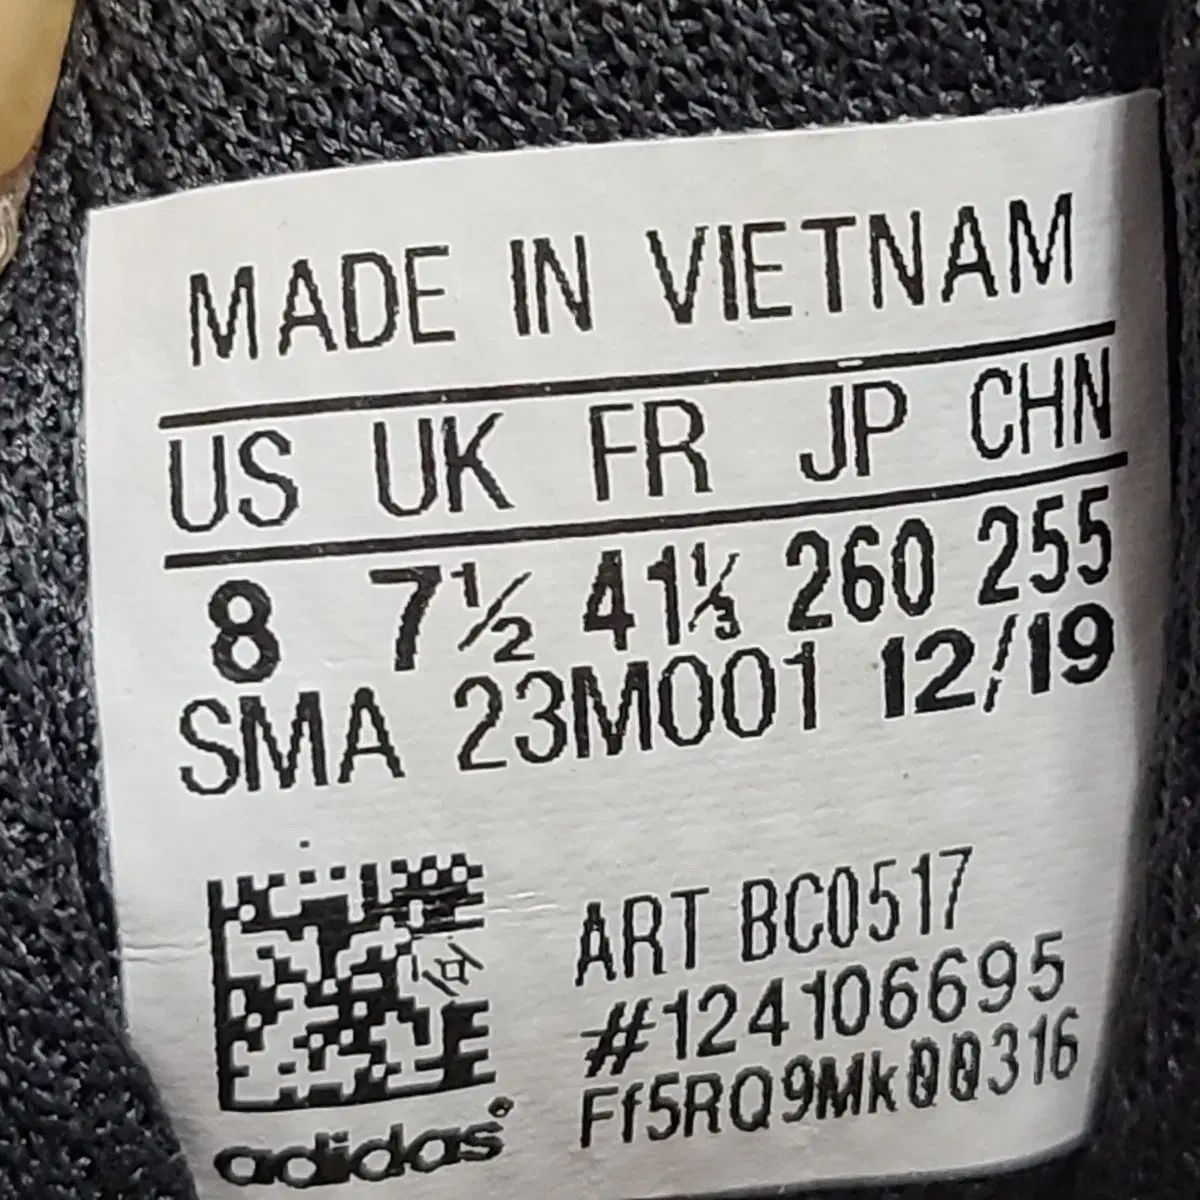 MADE IN VIETNAM
US UK FR JP CHN
8 7½ 41⅓ 260 255
SMA 23M001 12/19
ART BC0517
#124106695
Ff5RQ9Mk00316
adidas